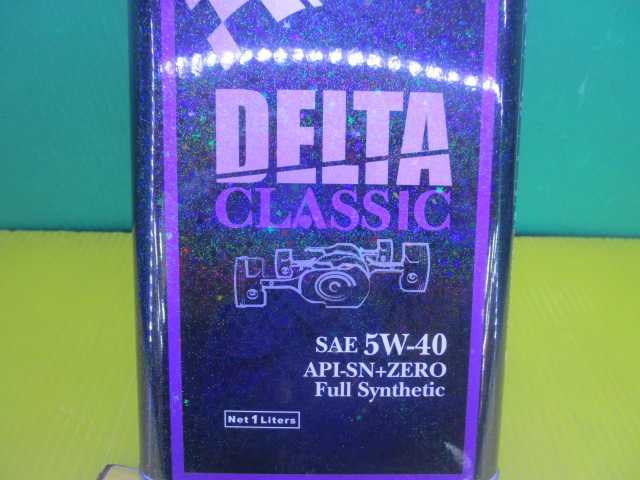 DELTA
CLASSiC
SAE 5W-40
API-SN+ZERO
Full Synthetic
Net 1 Liters